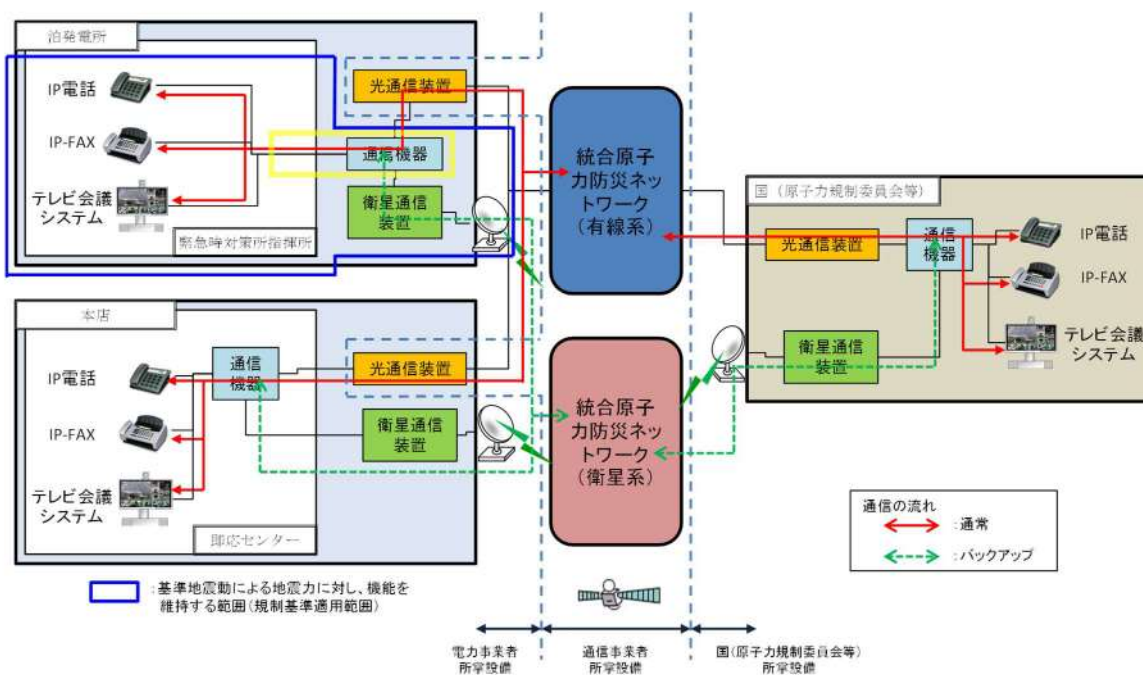 泊発電所
IP電話
IP-FAX
テレビ会議
システム
緊急時対策所指揮所
光通信装置
通信機器
衛星通信
装置
本店
IP電話
IP-FAX
テレビ会議
システム
即応センター
通信
機器
光通信装置
衛星通信
装置
統合原子
力防災ネッ
トワーク
(有線系)
統合原子
力防災ネッ
トワーク
(衛星系)
国(原子力規制委員会等)
光通信装置
通信
機器
衛星通信
装置
IP電話
IP-FAX
テレビ会議
システム
通信の流れ
:通常
:バックアップ
:基準地震動による地震力に対し、機能を
維持する範囲(規制基準適用範囲)
電力事業者
所掌設備
通信事業者
所掌設備
国(原子力規制委員会等)
所掌設備